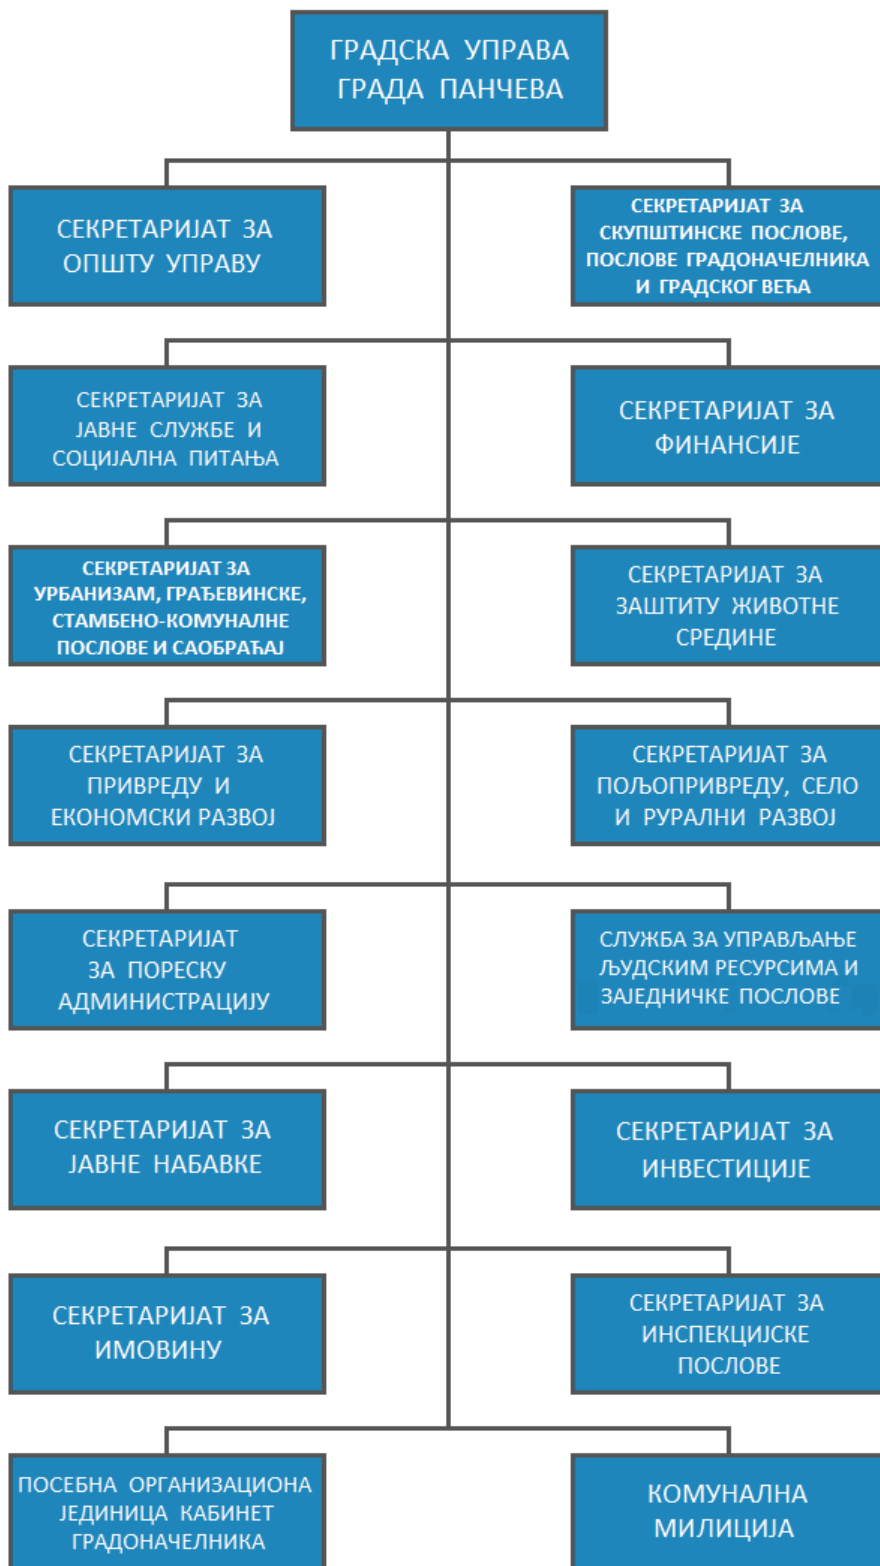 ГРАДСКА УПРАВА
ГРАДА ПАНЧЕВА
СЕКРЕТАРИЈАТ ЗА
ОПШТУ УПРАВУ
СЕКРЕТАРИЈАТ ЗА
СКУПШТИНСКЕ ПОСЛОВЕ,
ПОСЛОВЕ ГРАДОНАЧЕЛНИКА
И ГРАДСКОГ ВЕЋА
СЕКРЕТАРИЈАТ ЗА
ЈАВНЕ СЛУЖБЕ И
СОЦИЈАЛНА ПИТАЊА
СЕКРЕТАРИЈАТ ЗА
ФИНАНСИЈЕ
СЕКРЕТАРИЈАТ ЗА
УРБАНИЗАМ, ГРАЂЕВИНСКЕ,
СТАМБЕНО-КОМУНАЛНЕ
ПОСЛОВЕ И САОБРАЋАЈ
СЕКРЕТАРИЈАТ ЗА
ЗАШТИТУ ЖИВОТНЕ
СРЕДИНЕ
СЕКРЕТАРИЈАТ ЗА
ПРИВРЕДУ И
ЕКОНОМСКИ РАЗВОЈ
СЕКРЕТАРИЈАТ ЗА
ПОЉОПРИВРЕДУ, СЕЛО
И РУРАЛНИ РАЗВОЈ
СЕКРЕТАРИЈАТ
ЗА ПОРЕСКУ
АДМИНИСТРАЦИЈУ
СЛУЖБА ЗА УПРАВЉАЊЕ
ЉУДСКИМ РЕСУРСИМА И
ЗАЈЕДНИЧКЕ ПОСЛОВЕ
СЕКРЕТАРИЈАТ ЗА
ЈАВНЕ НАБАВКЕ
СЕКРЕТАРИЈАТ ЗА
ИНВЕСТИЦИЈЕ
СЕКРЕТАРИЈАТ ЗА
ИМОВИНУ
СЕКРЕТАРИЈАТ ЗА
ИНСПЕКЦИЈСКЕ
ПОСЛОВЕ
ПОСЕБНА ОРГАНИЗАЦИОНА
ЈЕДИНИЦА КАБИНЕТ
ГРАДОНАЧЕЛНИКА
КОМУНАЛНА
МИЛИЦИЈА